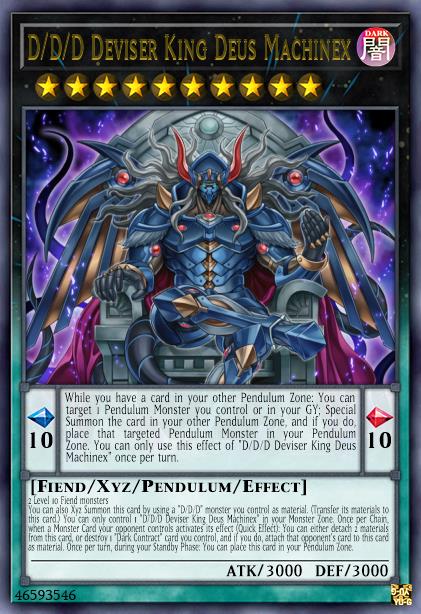 D/D/D Deviser King Deus Machinex
DARK
闇
While you have a card in your other Pendulum Zone: You can
target 1 Pendulum Monster you control or in your GY; Special
Summon the card in your other Pendulum Zone, and if you do,
place that targeted Pendulum Monster in your Pendulum
Zone. You can only use this effect of "D/D/D Deviser King Deus
Machinex" once per turn.
10
10
[Fiend/Xyz/Pendulum/Effect]
2 Level 10 Fiend monsters
You can also Xyz Summon this card by using a "D/D/D" monster you control as material. (Transfer its materials to
this card.) You can only control 1 "D/D/D Deviser King Deus Machinex" in your Monster Zone. Once per Chain,
when a Monster Card your opponent controls activates its effect (Quick Effect): You can either detach 2 materials
from this card, or destroy 1 "Dark Contract" card you control, and if you do, attach that opponent's card to this card
as material. Once per turn, during your Standby Phase: You can place this card in your Pendulum Zone.
ATK/3000 DEF/3000
46593546